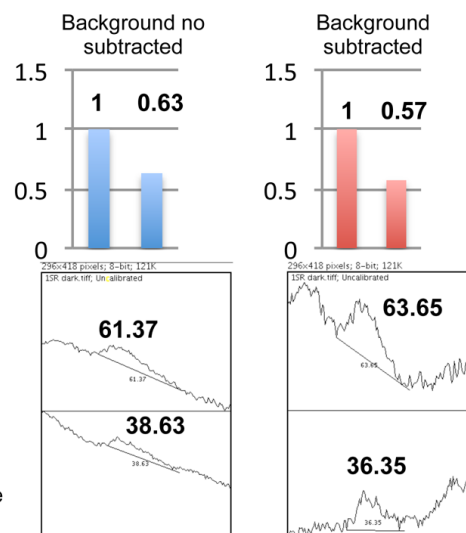 Background no
subtracted
1.5
1
0.5
0
1 0.63
296x418 pixels; 8-bit; 121K
1SR dark.tiff; Uncalibrated
61.37
61.37
38.63
38.63
e
Background
subtracted
1.5
1
0.5
0
1 0.57
296x418 pixels; 8-bit; 121K
1SR dark.tiff; Uncalibrated
63.65
63.65
36.35
36.35